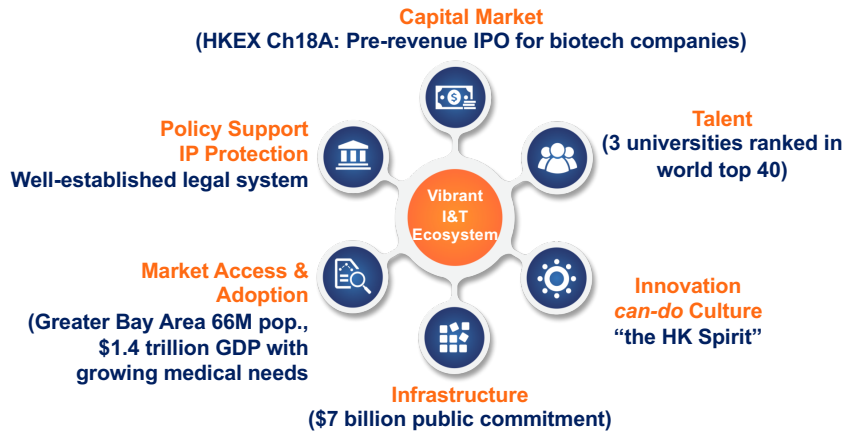 Capital Market
(HKEX Ch18A: Pre-revenue IPO for biotech companies)
Policy Support
IP Protection
Well-established legal system
Talent
(3 universities ranked in
world top 40)
Vibrant
I&T
Ecosystem
Market Access &
Adoption
(Greater Bay Area 66M pop.,
$1.4 trillion GDP with
growing medical needs
Innovation
can-do Culture
“the HK Spirit”
Infrastructure
($7 billion public commitment)